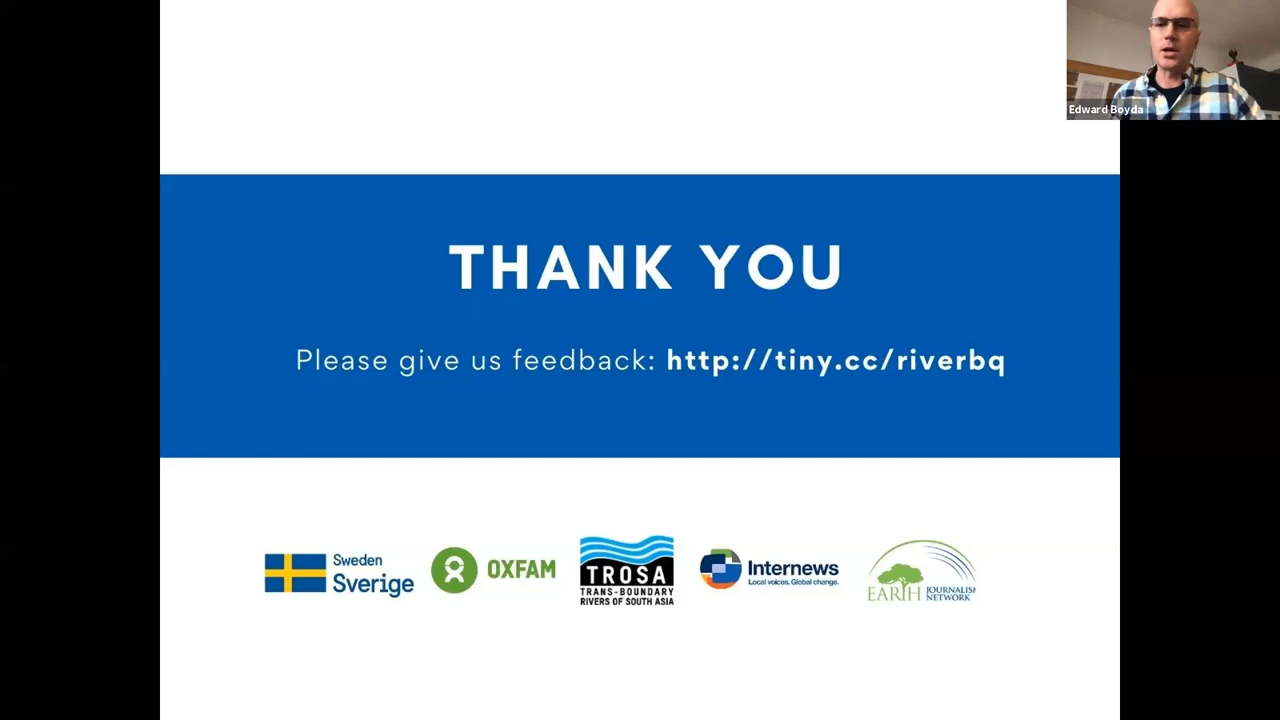 Edward Boyda
THANK YOU
Please give us feedback: http://tiny.cc/riverbq
Sweden
Sverige
OXFAM
TROSA
TRANS-BOUNDARY
RIVERS OF SOUTH ASIA
Internews
Local voices. Global change.
EARTH JOURNALIS
NETWORK